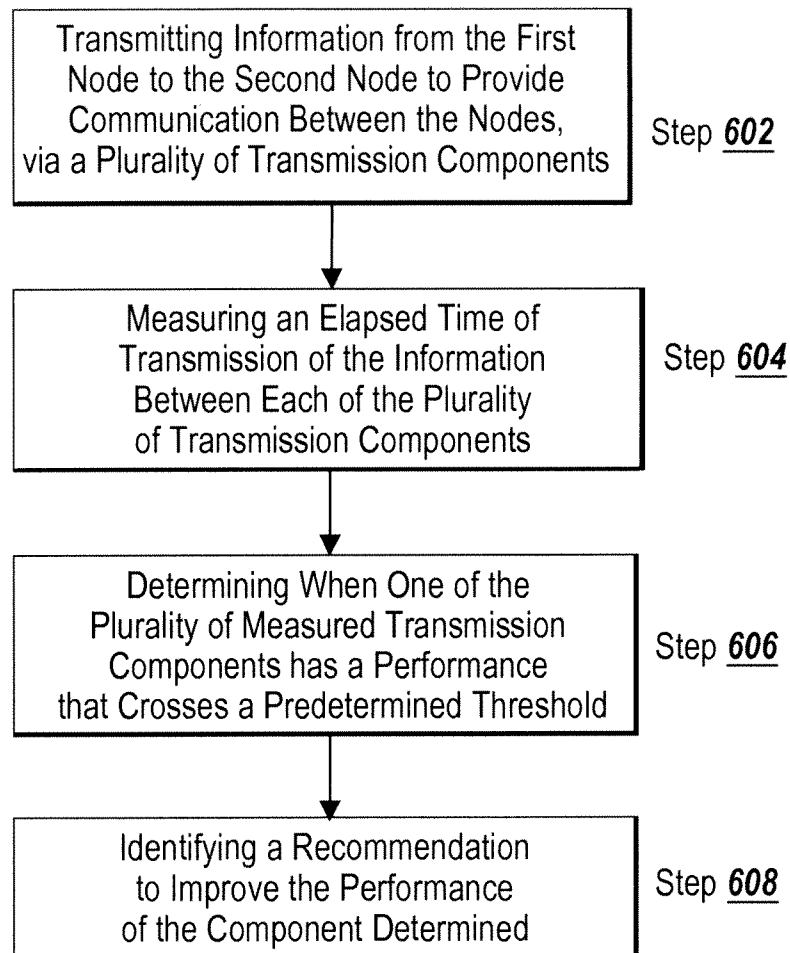 Transmitting Information from the First
Node to the Second Node to Provide
Communication Between the Nodes,
via a Plurality of Transmission Components
Step 602
Measuring an Elapsed Time of
Transmission of the Information
Between Each of the Plurality
of Transmission Components
Step 604
Determining When One of the
Plurality of Measured Transmission
Components has a Performance
that Crosses a Predetermined Threshold
Step 606
Identifying a Recommendation
to Improve the Performance
of the Component Determined
Step 608